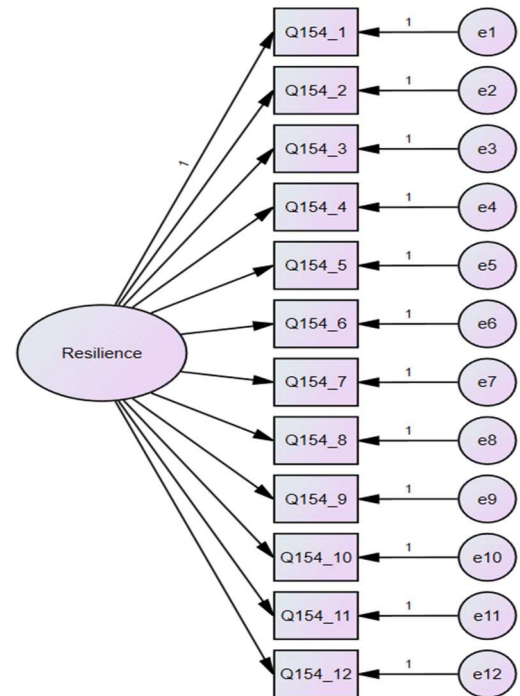 Q154_1 1 e1
Q154_2 1 e2
Q154_3 1 e3
1
Q154_4 1 e4
Q154_5 1 e5
Q154_6 1 e6
Resilience
Q154_7 1 e7
Q154_8 1 e8
Q154_9 1 e9
Q154_10 1 e10
Q154_11 1 e11
Q154_12 1 e12